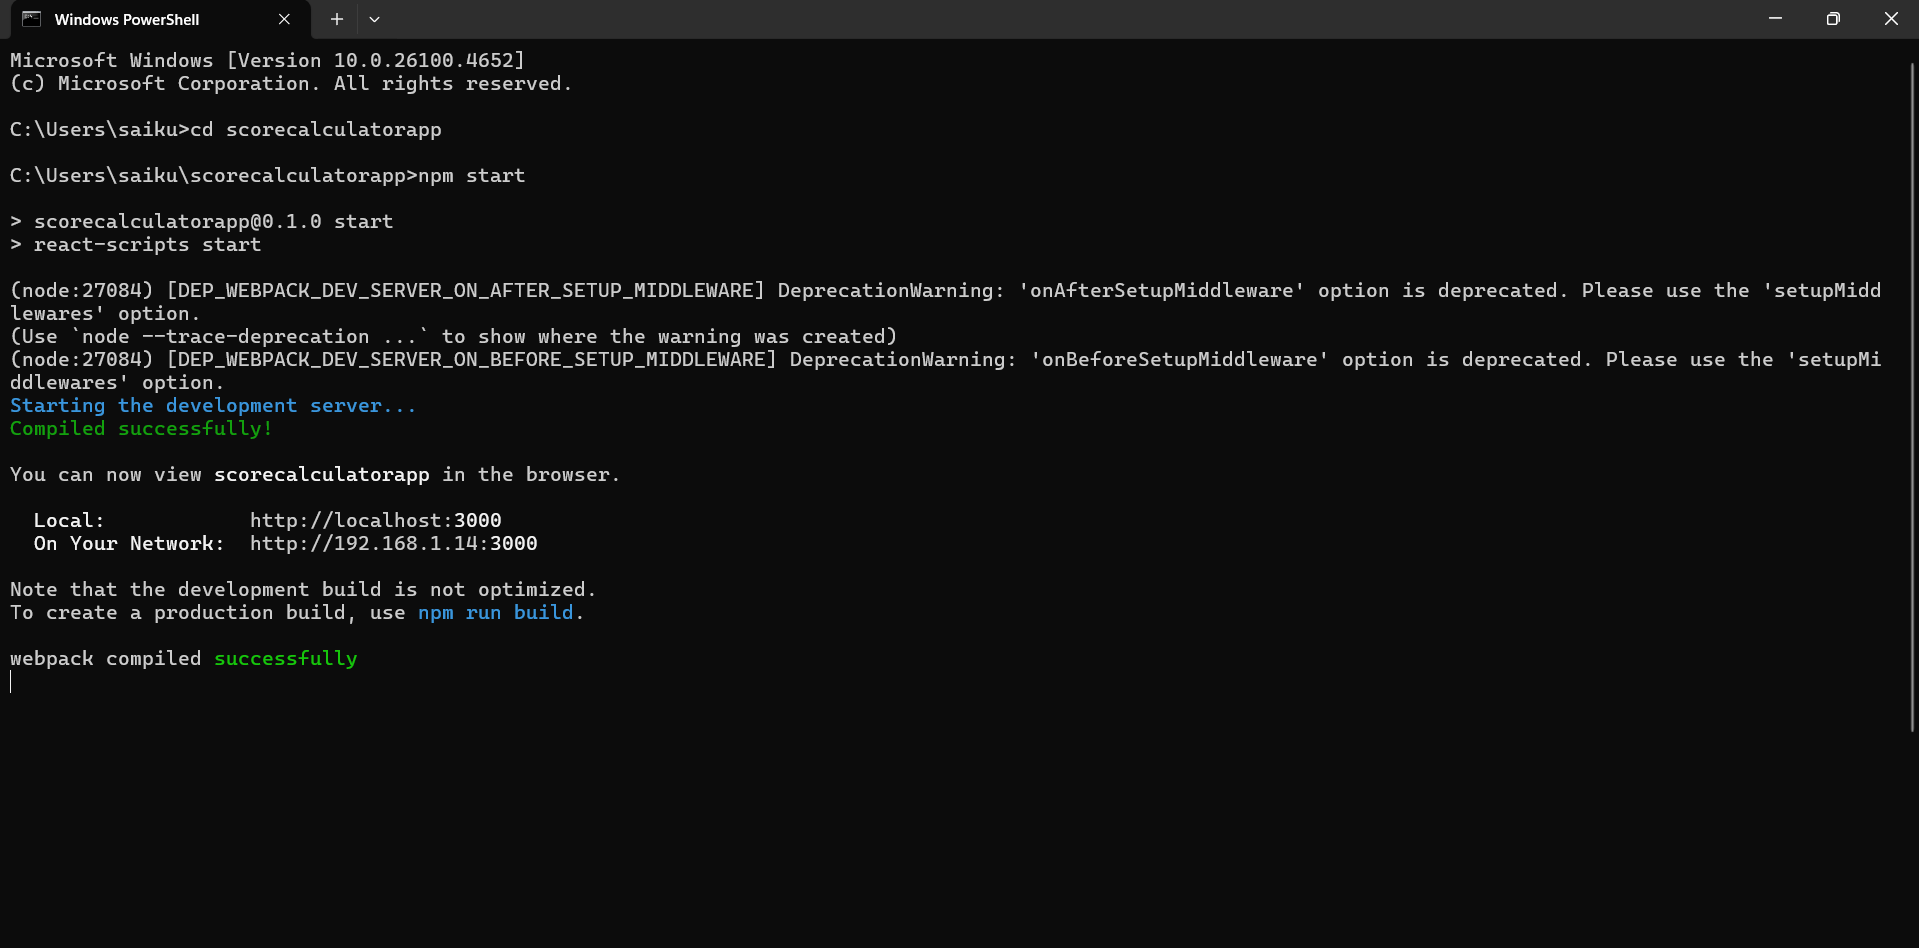 Windows PowerShell
Microsoft Windows [Version 10.0.26100.4652]
(c) Microsoft Corporation. All rights reserved.
C:\Users\saiku>cd scorecalculatorapp
C:\Users\saiku\scorecalculatorapp>npm start
> scorecalculatorapp@0.1.0 start
> react-scripts start
(node:27084) [DEP_WEBPACK_DEV_SERVER_ON_AFTER_SETUP_MIDDLEWARE] DeprecationWarning: 'onAfterSetupMiddleware' option is deprecated. Please use the 'setupMidd
lewares' option.
(Use `node --trace-deprecation ...` to show where the warning was created)
(node:27084) [DEP_WEBPACK_DEV_SERVER_ON_BEFORE_SETUP_MIDDLEWARE] DeprecationWarning: 'onBeforeSetupMiddleware' option is deprecated. Please use the 'setupMi
ddlewares' option.
Starting the development server...
Compiled successfully!
You can now view scorecalculatorapp in the browser.
Local: http://localhost:3000
On Your Network: http://192.168.1.14:3000
Note that the development build is not optimized.
To create a production build, use npm run build.
webpack compiled successfully